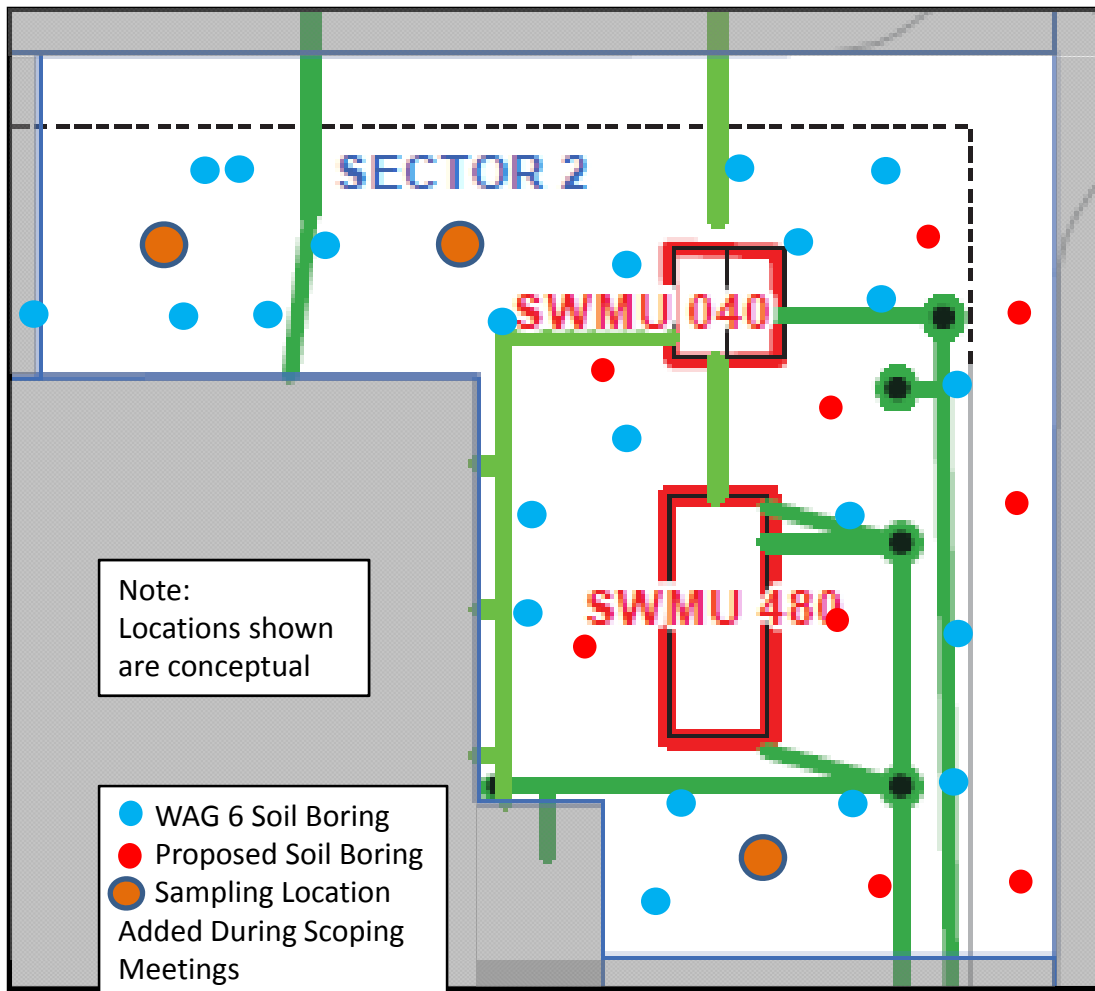 SECTOR 2
SWMU 040
SWMU 480
Note:
Locations shown
are conceptual
WAG 6 Soil Boring
Proposed Soil Boring
Sampling Location
Added During Scoping
Meetings